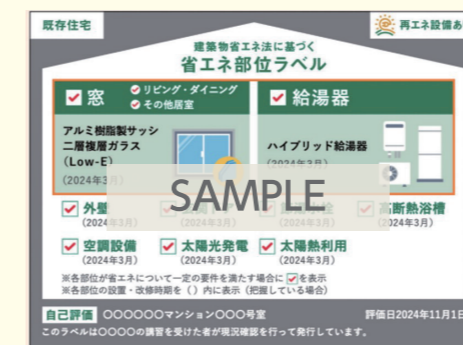 既存住宅
再エネ設備あ
建築物省エネ法に基づく
省エネ部位ラベル
窓
リビング・ダイニング
その他居室
給湯器
アルミ樹脂製サッシ
二層複層ガラス
(Low-E)
(2024年3
ハイブリッド給湯器
(2024年3月)
SAMPLE
外壁
(2024年3月)
高断熱浴槽
(2024年3月)
空調設備
(2024年3月)
太陽光発電
(2024年3月)
太陽熱利用
(2024年3月)
※各部位が省エネについて一定の要件を満たす場合に を表示
※各部位の設置・改修時期を()内に表示(把握している場合)
自己評価 〇〇〇〇〇〇マンション〇〇〇号室 評価日2024年11月1日
このラベルは〇〇〇〇の講習を受けた者が現況確認を行って発行しています。